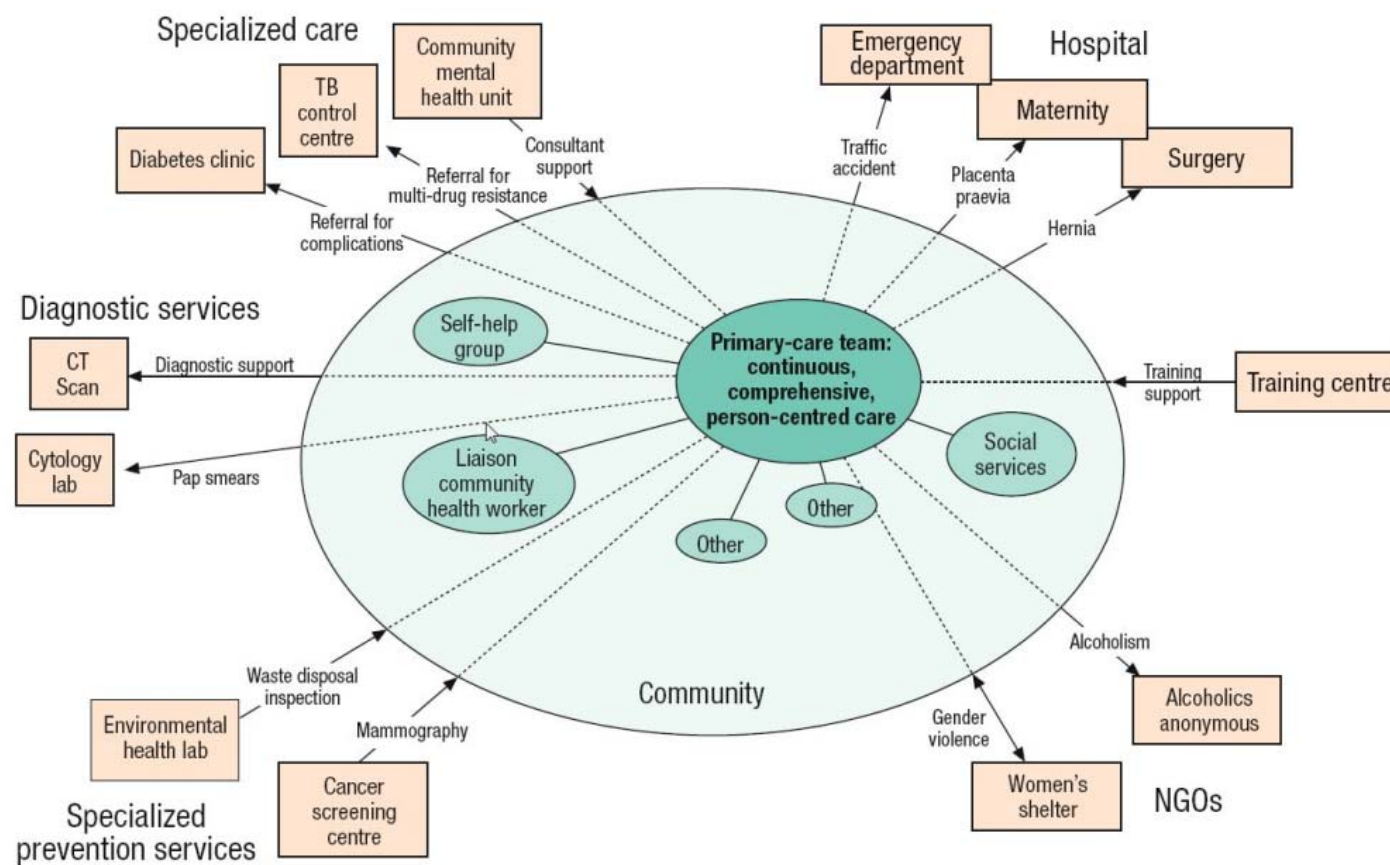 Specialized care
Community
mental
health unit
TB
control
centre
Diabetes clinic
Consultant
support
Referral for
multi-drug resistance
Referral for
complications
Emergency
department
Hospital
Maternity
Surgery
Traffic
accident
Placenta
praevia
Hernia
Diagnostic services
CT
Scan
Diagnostic support
Cytology
lab
Pap smears
Self-help
group
Primary-care team:
continuous,
comprehensive,
person-centred care
Liaison
community
health worker
Other
Other
Social
services
Training
support
Training centre
Community
Waste disposal
inspection
Environmental
health lab
Mammography
Cancer
screening
centre
Specialized
prevention services
Alcoholism
Alcoholics
anonymous
Gender
violence
Women's
shelter
NGOs